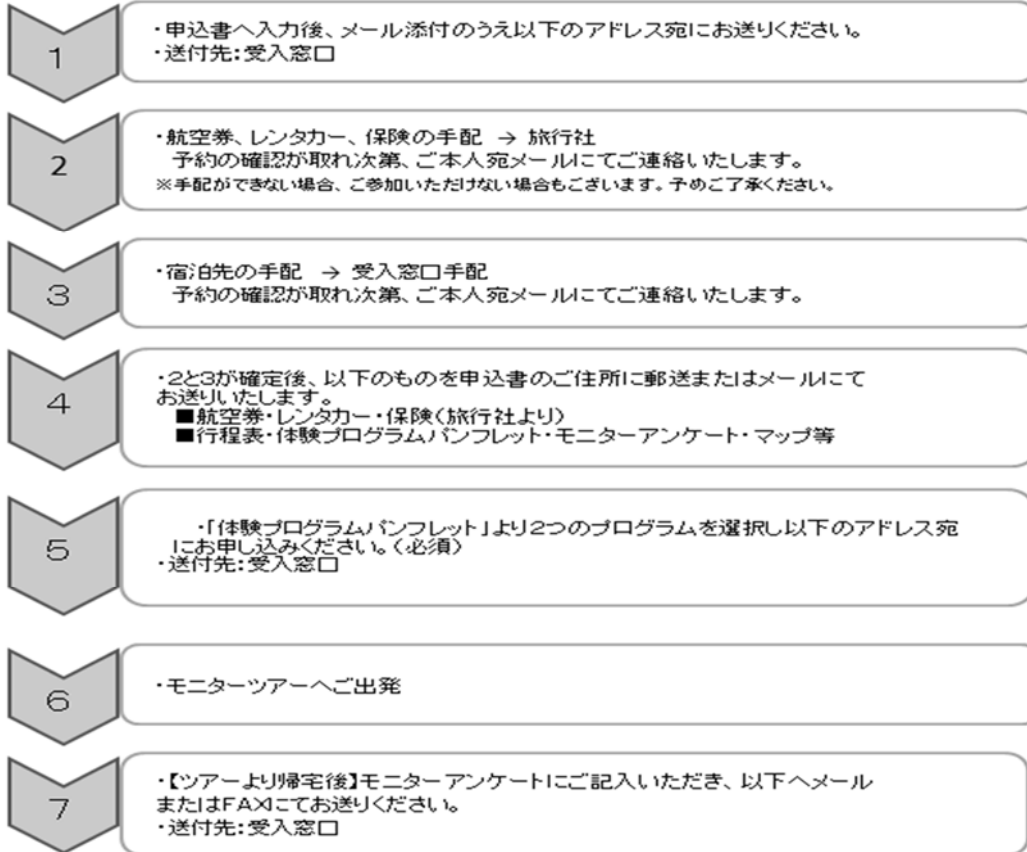 1
・申込書へ入力後、メール添付のうえ以下のアドレス宛にお送りください。
・送付先:受入窓口
2
・航空券、レンタカー、保険の手配 → 旅行社
予約の確認が取れ次第、ご本人宛メールにてご連絡いたします。
※手配ができない場合、ご参加いただけない場合もございます。予めご了承ください。
3
・宿泊先の手配 → 受入窓口手配
予約の確認が取れ次第、ご本人宛メールにてご連絡いたします。
4
・2と3が確定後、以下のものを申込書のご住所に郵送またはメールにて
お送りいたします。
■航空券・レンタカー・保険(旅行社より)
■行程表・体験プログラムパンフレット・モニターアンケート・マップ等
5
・「体験プログラムパンフレット」より2つのプログラムを選択し以下のアドレス宛
にお申し込みください。(必須)
・送付先:受入窓口
6
・モニターツアーへご出発
7
・【ツアーより帰宅後】モニターアンケートにご記入いただき、以下へメール
またはFAXにてお送りください。
・送付先:受入窓口